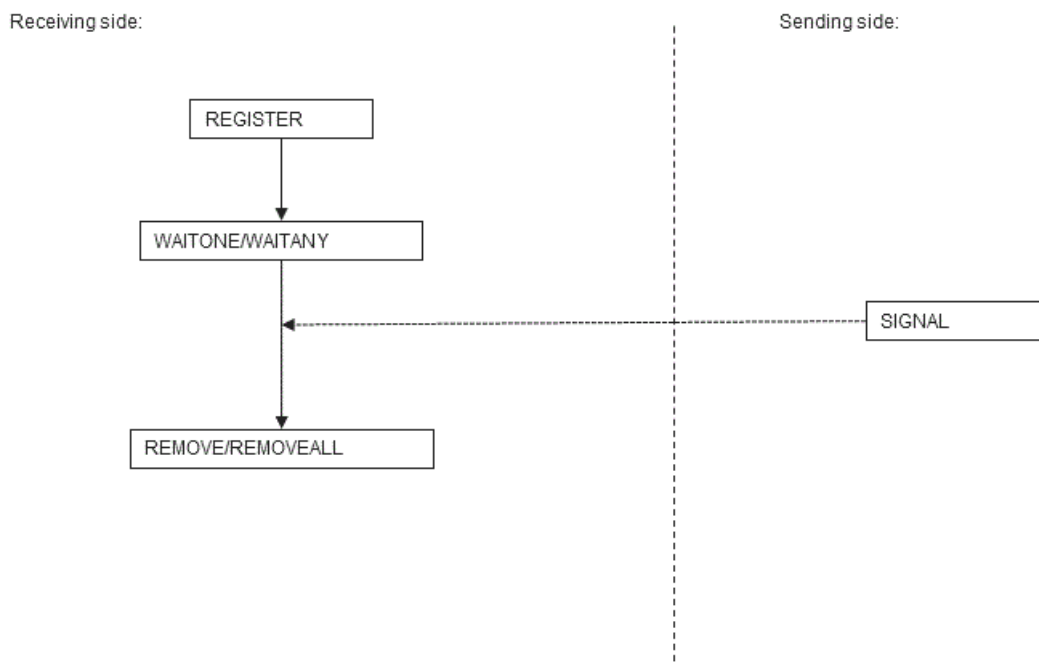 Receiving side:
Sending side:
REGISTER
WAITONE/WAITANY
SIGNAL
REMOVE/REMOVEALL